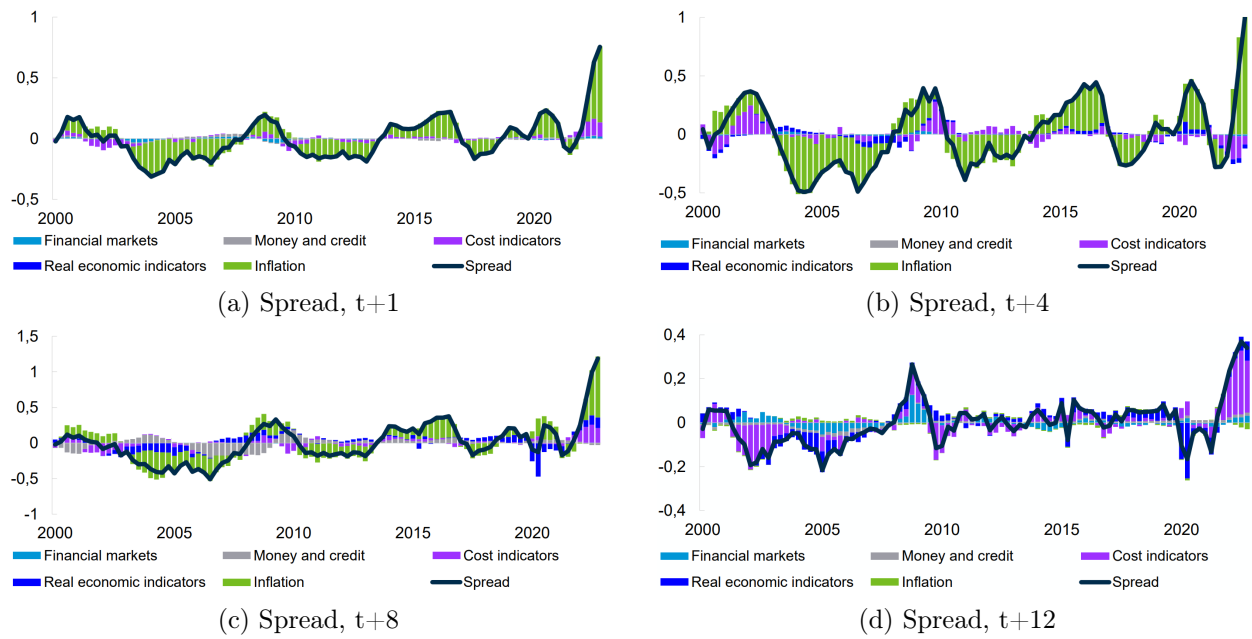 1
0,5
0
-0,5
2000 2005 2010 2015 2020
Financial markets Money and credit Cost indicators
Real economic indicators Inflation Spread
(a) Spread, t+1
1
0,5
0
-0,5
2000 2005 2010 2015 2020
Financial markets Money and credit Cost indicators
Real economic indicators Inflation Spread
(b) Spread, t+4
1,5
1
0,5
0
-0,5
-1
2000 2005 2010 2015 2020
Financial markets Money and credit Cost indicators
Real economic indicators Inflation Spread
(c) Spread, t+8
0,4
0,2
0
-0,2
-0,4
2000 2005 2010 2015 2020
Financial markets Money and credit Cost indicators
Real economic indicators Inflation Spread
(d) Spread, t+12